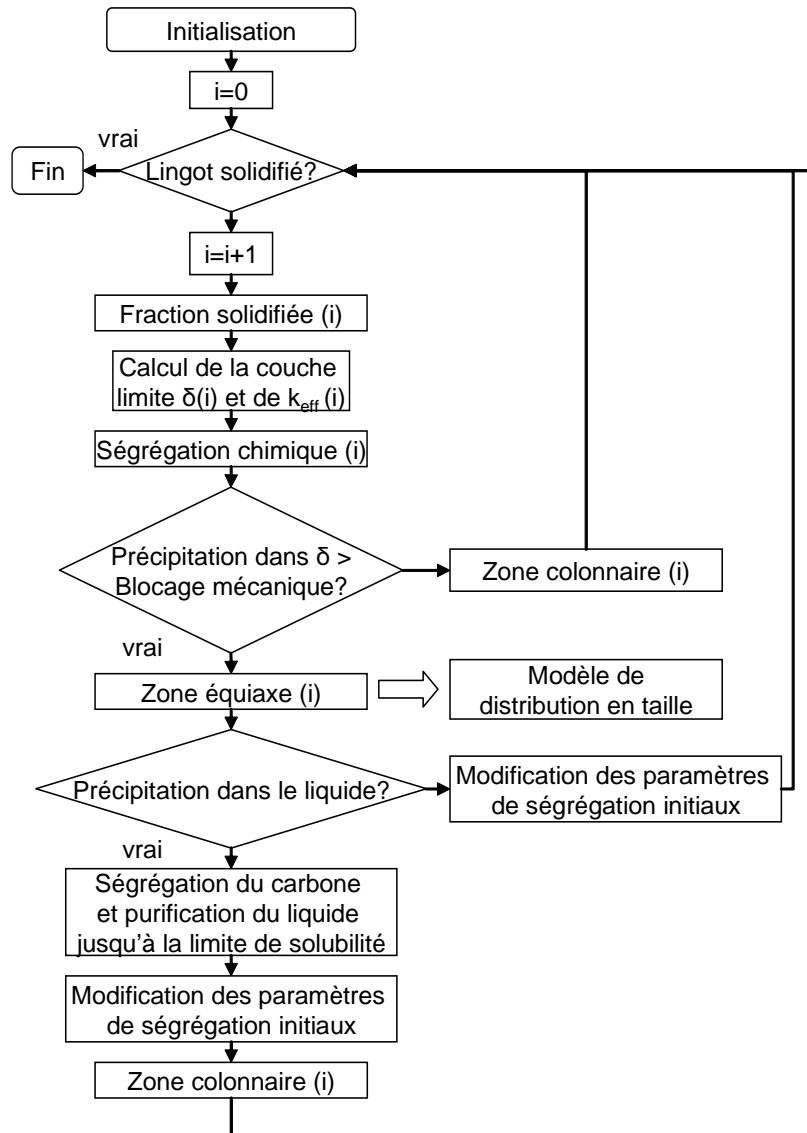 Initialisation
i=0
vrai
Fin
Lingot solidifié?
i=i+1
Fraction solidifiée (i)
Calcul de la couche
limite δ(i) et de keff (i)
Ségrégation chimique (i)
Précipitation dans δ >
Blocage mécanique?
Zone colonnaire (i)
vrai
Zone équiaxe (i)
Modèle de
distribution en taille
Précipitation dans le liquide?
Modification des paramètres
de ségrégation initiaux
vrai
Ségrégation du carbone
et purification du liquide
jusqu'à la limite de solubilité
Modification des paramètres
de ségrégation initiaux
Zone colonnaire (i)